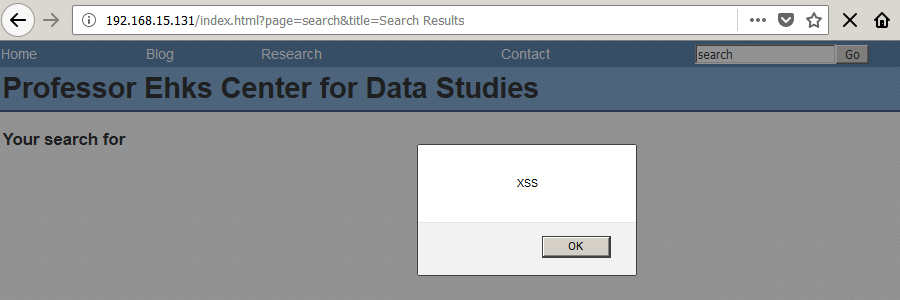 192.168.15.131/index.html?page=search&title=Search Results
Home Blog Research Contact search Go
Professor Ehks Center for Data Studies
Your search for
XSS
OK